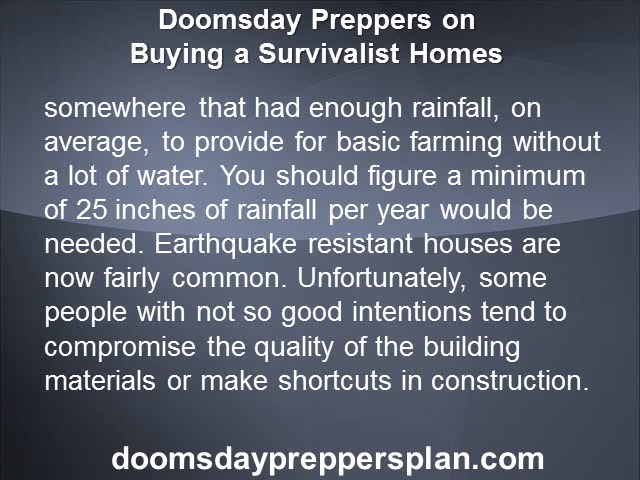 Doomsday Preppers on
Buying a Survivalist Homes
somewhere that had enough rainfall, on
average, to provide for basic farming without
a lot of water. You should figure a minimum
of 25 inches of rainfall per year would be
needed. Earthquake resistant houses are
now fairly common. Unfortunately, some
people with not so good intentions tend to
compromise the quality of the building
materials or make shortcuts in construction.
doomsdaypreppersplan.com